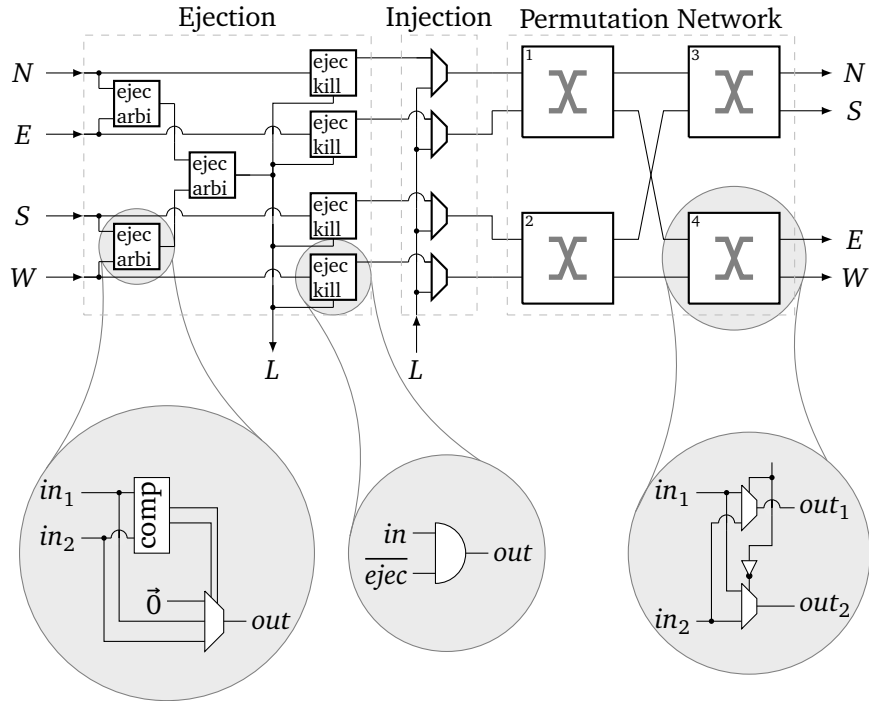 Ejection Injection Permutation Network
N
E
S
W
ejec
arbi
ejec
arbi
ejec
arbi
ejec
kill
ejec
kill
ejec
kill
ejec
kill
L
L
1
2
3
4
N
S
E
W
in₁
in₂
comp
0⃗
out
in
e̅j̅e̅c̅
out
in₁
in₂
out₁
out₂